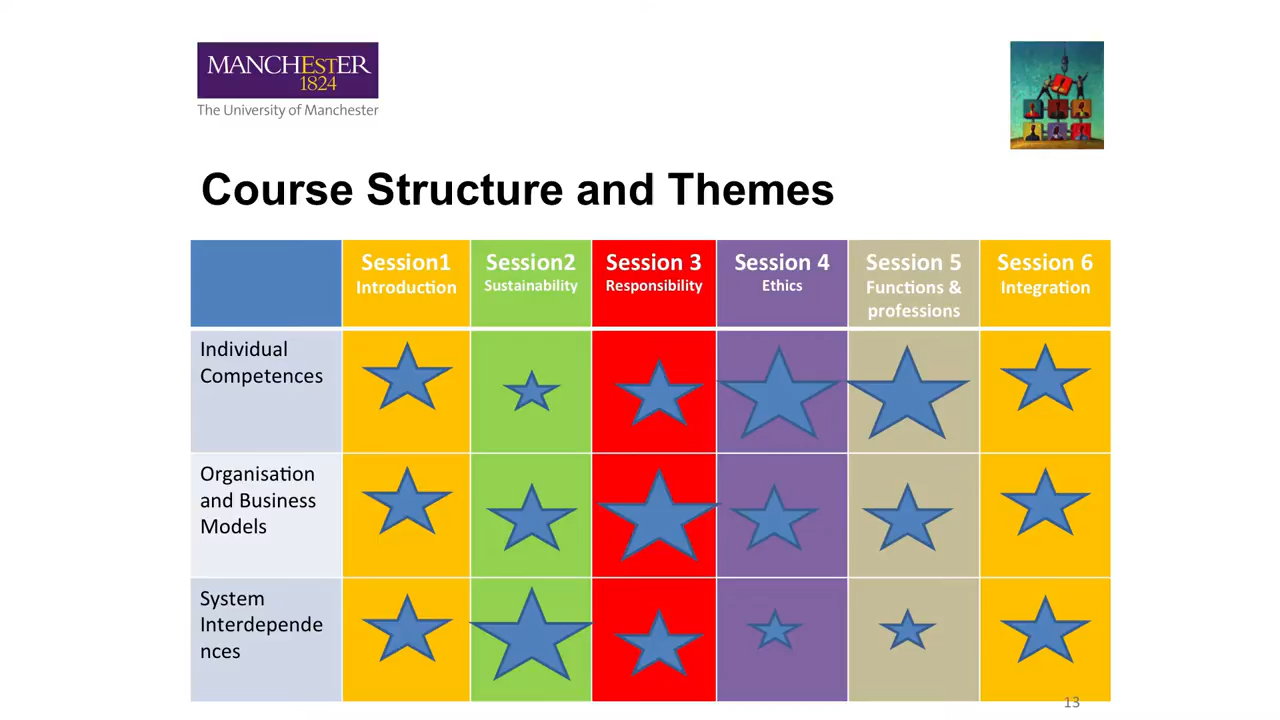 MANCHESTER
1824
The University of Manchester
Course Structure and Themes
Session1
Introduction
Session2
Sustainability
Session 3
Responsibility
Session 4
Ethics
Session 5
Functions &
professions
Session 6
Integration
Individual
Competences
Organisation
and Business
Models
System
Interdepende
nces
13